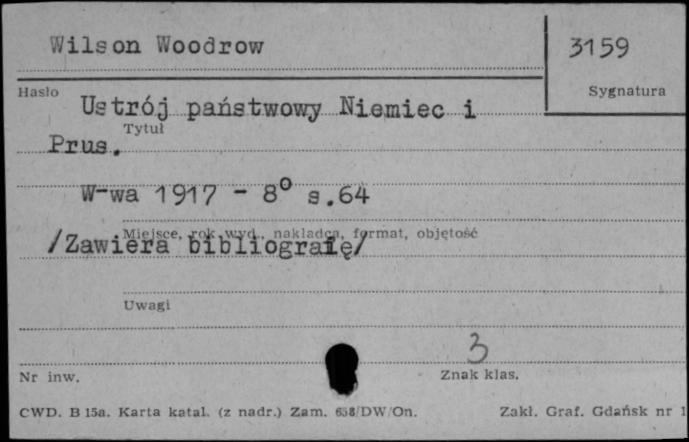 Wilson Woodrow
3159
Hasło
Sygnatura
Ustrój państwowy Niemiec i
Tytuł
Prus.
W-wa 1917 - 8° s.64
Miejsce, rok wyd., nakładca, format, objętość
/Zawiera bibliografię/
Uwagi
3
Nr inw.
Znak klas.
CWD. B 15a. Karta katal. (z nadr.) Zam. 658/DW/On.
Zakł. Graf. Gdańsk nr 1